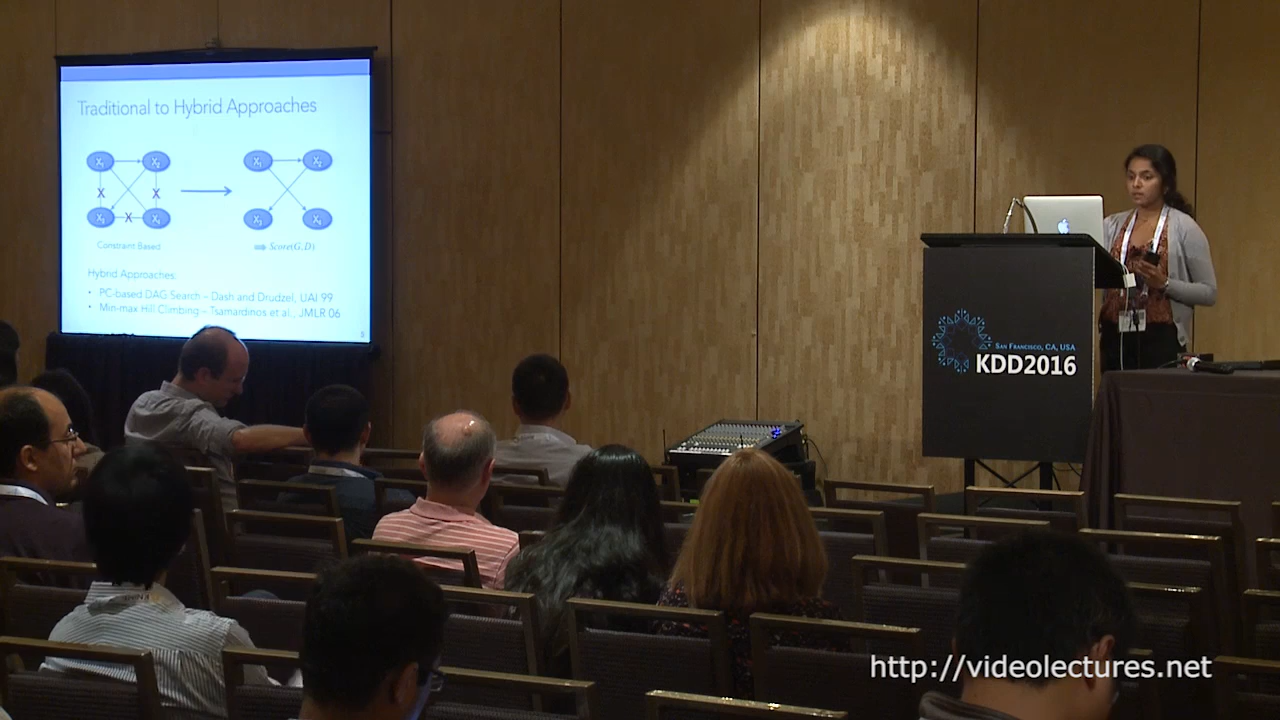 Traditional to Hybrid Approaches
X1 X2 X1 X2
X X
X
X3 X4 X3 X4
Constraint Based
Score(G,D)
Hybrid Approaches:
• PC-based DAG Search – Dash and Drudzel, UAI 99
• Min-max Hill Climbing – Tsamardinos et al., JMLR 06
San Francisco, CA, USA
KDD2016
http://videolectures.net